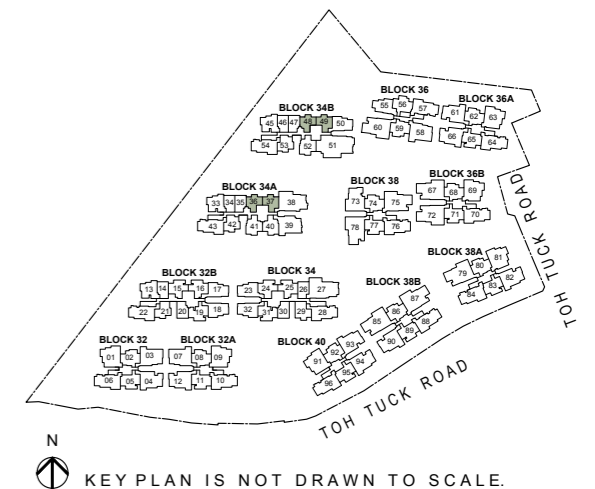 BLOCK 36
BLOCK 36A
55 56 57
61 62 63
60 59 58
66 65 64
BLOCK 34B
45 46 47 48 49 50
54 53 52 51
BLOCK 34A
33 34 35 36 37 38
43 42 41 40 39
BLOCK 38
73 74 75
78 77 76
BLOCK 36B
67 68 69
72 71 70
TOH TUCK ROAD
BLOCK 32B
13 14 15 16 17
22 21 20 19 18
BLOCK 34
23 24 25 26 27
32 31 30 29 28
BLOCK 38B
85 86 87
90 89 88
BLOCK 38A
79 80 81
84 83 82
BLOCK 32
01 02 03
06 05 04
BLOCK 32A
07 08 09
12 11 10
BLOCK 40
91 92 93
96 95 94
TOH TUCK ROAD
N
KEY PLAN IS NOT DRAWN TO SCALE.